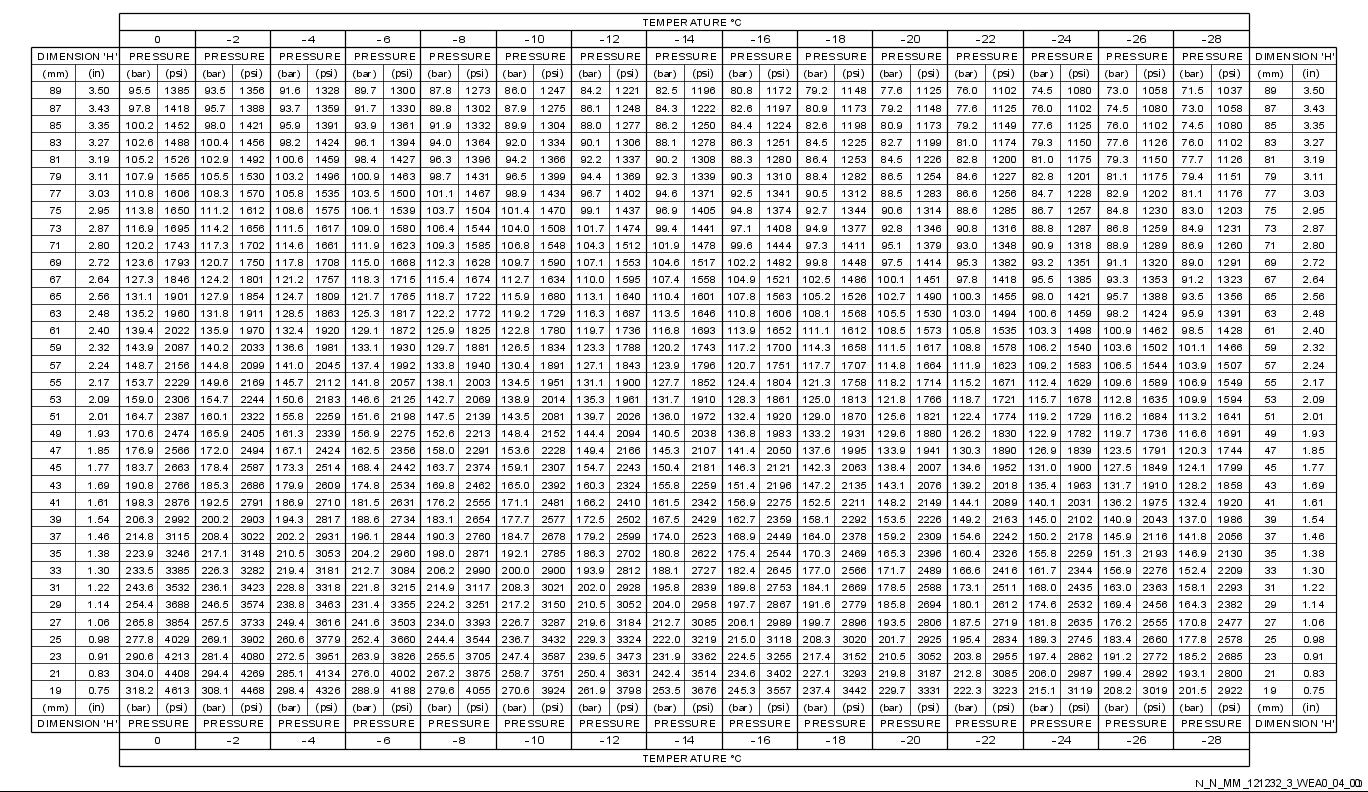 TEMPERATURE °C
0 -2 -4 -6 -8 -10 -12 -14 -16 -18 -20 -22 -24 -26 -28
DIMENSION 'H' PRESSURE PRESSURE PRESSURE PRESSURE PRESSURE PRESSURE PRESSURE PRESSURE PRESSURE PRESSURE PRESSURE PRESSURE PRESSURE PRESSURE PRESSURE DIMENSION 'H'
(mm) (in) (bar) (psi) (bar) (psi) (bar) (psi) (bar) (psi) (bar) (psi) (bar) (psi) (bar) (psi) (bar) (psi) (bar) (psi) (bar) (psi) (bar) (psi) (bar) (psi) (bar) (psi) (bar) (psi) (bar) (psi) (mm) (in)
89 3.50 95.5 1385 93.5 1356 91.6 1328 89.7 1300 87.8 1273 86.0 1247 84.2 1221 82.5 1196 80.8 1172 79.2 1148 77.6 1125 76.0 1102 74.5 1080 73.0 1058 71.5 1037 89 3.50
87 3.43 97.8 1418 95.7 1388 93.7 1359 91.7 1330 89.8 1302 87.9 1275 86.1 1248 84.3 1222 82.6 1197 80.9 1173 79.2 1148 77.6 1125 76.0 1102 74.5 1080 73.0 1058 87 3.43
85 3.35 100.2 1452 98.0 1421 95.9 1391 93.9 1361 91.9 1332 89.9 1304 88.0 1277 86.2 1250 84.4 1224 82.6 1198 80.9 1173 79.2 1149 77.6 1125 76.0 1102 74.5 1080 85 3.35
83 3.27 102.6 1488 100.4 1456 98.2 1424 96.1 1394 94.0 1364 92.0 1334 90.1 1306 88.1 1278 86.3 1251 84.5 1225 82.7 1199 81.0 1174 79.3 1150 77.6 1126 76.0 1102 83 3.27
81 3.19 105.2 1526 102.9 1492 100.6 1459 98.4 1427 96.3 1396 94.2 1366 92.2 1337 90.2 1308 88.3 1280 86.4 1253 84.5 1226 82.8 1200 81.0 1175 79.3 1150 77.7 1126 81 3.19
79 3.11 107.9 1565 105.5 1530 103.2 1496 100.9 1463 98.7 1431 96.5 1399 94.4 1369 92.3 1339 90.3 1310 88.4 1282 86.5 1254 84.6 1227 82.8 1201 81.1 1175 79.4 1151 79 3.11
77 3.03 110.8 1606 108.3 1570 105.8 1535 103.5 1500 101.1 1467 98.9 1434 96.7 1402 94.6 1371 92.5 1341 90.5 1312 88.5 1283 86.6 1256 84.7 1228 82.9 1202 81.1 1176 77 3.03
75 2.95 113.8 1650 111.2 1612 108.6 1575 106.1 1539 103.7 1504 101.4 1470 99.1 1437 96.9 1405 94.8 1374 92.7 1344 90.6 1314 88.6 1285 86.7 1257 84.8 1230 83.0 1203 75 2.95
73 2.87 116.9 1695 114.2 1656 111.5 1617 109.0 1580 106.4 1544 104.0 1508 101.7 1474 99.4 1441 97.1 1408 94.9 1377 92.8 1346 90.8 1316 88.8 1287 86.8 1259 84.9 1231 73 2.87
71 2.80 120.2 1743 117.3 1702 114.6 1661 111.9 1623 109.3 1585 106.8 1548 104.3 1512 101.9 1478 99.6 1444 97.3 1411 95.1 1379 93.0 1348 90.9 1318 88.9 1289 86.9 1260 71 2.80
69 2.72 123.6 1793 120.7 1750 117.8 1708 115.0 1668 112.3 1628 109.7 1590 107.1 1553 104.6 1517 102.2 1482 99.8 1448 97.5 1414 95.3 1382 93.2 1351 91.1 1320 89.0 1291 69 2.72
67 2.64 127.3 1846 124.2 1801 121.2 1757 118.3 1715 115.4 1674 112.7 1634 110.0 1595 107.4 1558 104.9 1521 102.5 1486 100.1 1451 97.8 1418 95.5 1385 93.3 1353 91.2 1323 67 2.64
65 2.56 131.1 1901 127.9 1854 124.7 1809 121.7 1765 118.7 1722 115.9 1680 113.1 1640 110.4 1601 107.8 1563 105.2 1526 102.7 1490 100.3 1455 98.0 1421 95.7 1388 93.5 1356 65 2.56
63 2.48 135.2 1960 131.8 1911 128.5 1863 125.3 1817 122.2 1772 119.2 1729 116.3 1687 113.5 1646 110.8 1606 108.1 1568 105.5 1530 103.0 1494 100.6 1459 98.2 1424 95.9 1391 63 2.48
61 2.40 139.4 2022 135.9 1970 132.4 1920 129.1 1872 125.9 1825 122.8 1780 119.7 1736 116.8 1693 113.9 1652 111.1 1612 108.5 1573 105.8 1535 103.3 1498 100.9 1462 98.5 1428 61 2.40
59 2.32 143.9 2087 140.2 2033 136.6 1981 133.1 1930 129.7 1881 126.5 1834 123.3 1788 120.2 1743 117.2 1700 114.3 1658 111.5 1617 108.8 1578 106.2 1540 103.6 1502 101.1 1466 59 2.32
57 2.24 148.7 2156 144.8 2099 141.0 2045 137.4 1992 133.8 1940 130.4 1891 127.1 1843 123.9 1796 120.7 1751 117.7 1707 114.8 1664 111.9 1623 109.2 1583 106.5 1544 103.9 1507 57 2.24
55 2.17 153.7 2229 149.6 2169 145.7 2112 141.8 2057 138.1 2003 134.5 1951 131.1 1900 127.7 1852 124.4 1804 121.3 1758 118.2 1714 115.2 1671 112.4 1629 109.6 1589 106.9 1549 55 2.17
53 2.09 159.0 2306 154.7 2244 150.6 2183 146.6 2125 142.7 2069 138.9 2014 135.3 1961 131.7 1910 128.3 1861 125.0 1813 121.8 1766 118.7 1721 115.7 1678 112.8 1635 109.9 1594 53 2.09
51 2.01 164.7 2387 160.1 2322 155.8 2259 151.6 2198 147.5 2139 143.5 2081 139.7 2026 136.0 1972 132.4 1920 129.0 1870 125.6 1821 122.4 1774 119.2 1729 116.2 1684 113.2 1641 51 2.01
49 1.93 170.6 2474 165.9 2405 161.3 2339 156.9 2275 152.6 2213 148.4 2152 144.4 2094 140.5 2038 136.8 1983 133.2 1931 129.6 1880 126.2 1830 122.9 1782 119.7 1736 116.6 1691 49 1.93
47 1.85 176.9 2566 172.0 2494 167.1 2424 162.5 2356 158.0 2291 153.6 2228 149.4 2166 145.3 2107 141.4 2050 137.6 1995 133.9 1941 130.3 1890 126.9 1839 123.5 1791 120.3 1744 47 1.85
45 1.77 183.7 2663 178.4 2587 173.3 2514 168.4 2442 163.7 2374 159.1 2307 154.7 2243 150.4 2181 146.3 2121 142.3 2063 138.4 2007 134.6 1952 131.0 1900 127.5 1849 124.1 1799 45 1.77
43 1.69 190.8 2766 185.3 2686 179.9 2609 174.8 2534 169.8 2462 165.0 2392 160.3 2324 155.8 2259 151.4 2196 147.2 2135 143.1 2076 139.2 2018 135.4 1963 131.7 1910 128.2 1858 43 1.69
41 1.61 198.3 2876 192.5 2791 186.9 2710 181.5 2631 176.2 2555 171.1 2481 166.2 2410 161.5 2342 156.9 2275 152.5 2211 148.2 2149 144.1 2089 140.1 2031 136.2 1975 132.4 1920 41 1.61
39 1.54 206.3 2992 200.2 2903 194.3 2817 188.6 2734 183.1 2654 177.7 2577 172.5 2502 167.5 2429 162.7 2359 158.1 2292 153.5 2226 149.2 2163 145.0 2102 140.9 2043 137.0 1986 39 1.54
37 1.46 214.8 3115 208.4 3022 202.2 2931 196.1 2844 190.3 2760 184.7 2678 179.2 2599 174.0 2523 168.9 2449 164.0 2378 159.2 2309 154.6 2242 150.2 2178 145.9 2116 141.8 2056 37 1.46
35 1.38 223.9 3246 217.1 3148 210.5 3053 204.2 2960 198.0 2871 192.1 2785 186.3 2702 180.8 2622 175.4 2544 170.3 2469 165.3 2396 160.4 2326 155.8 2259 151.3 2193 146.9 2130 35 1.38
33 1.30 233.5 3385 226.3 3282 219.4 3181 212.7 3084 206.2 2990 200.0 2900 193.9 2812 188.1 2727 182.4 2645 177.0 2566 171.7 2489 166.6 2416 161.7 2344 156.9 2276 152.4 2209 33 1.30
31 1.22 243.6 3532 236.1 3423 228.8 3318 221.8 3215 214.9 3117 208.3 3021 202.0 2928 195.8 2839 189.8 2753 184.1 2669 178.5 2588 173.1 2511 168.0 2435 163.0 2363 158.1 2293 31 1.22
29 1.14 254.4 3688 246.5 3574 238.8 3463 231.4 3355 224.2 3251 217.2 3150 210.5 3052 204.0 2958 197.7 2867 191.6 2779 185.8 2694 180.1 2612 174.6 2532 169.4 2456 164.3 2382 29 1.14
27 1.06 265.8 3854 257.5 3733 249.4 3616 241.6 3503 234.0 3393 226.7 3287 219.6 3184 212.7 3085 206.1 2989 199.7 2896 193.5 2806 187.5 2719 181.8 2635 176.2 2555 170.8 2477 27 1.06
25 0.98 277.8 4029 269.1 3902 260.6 3779 252.4 3660 244.4 3544 236.7 3432 229.3 3324 222.0 3219 215.0 3118 208.3 3020 201.7 2925 195.4 2834 189.3 2745 183.4 2660 177.8 2578 25 0.98
23 0.91 290.6 4213 281.4 4080 272.5 3951 263.9 3826 255.5 3705 247.4 3587 239.5 3473 231.9 3362 224.5 3255 217.4 3152 210.5 3052 203.8 2955 197.4 2862 191.2 2772 185.2 2685 23 0.91
21 0.83 304.0 4408 294.4 4269 285.1 4134 276.0 4002 267.2 3875 258.7 3751 250.4 3631 242.4 3514 234.6 3402 227.1 3293 219.8 3187 212.8 3085 206.0 2987 199.4 2892 193.1 2800 21 0.83
19 0.75 318.2 4613 308.1 4468 298.4 4326 288.9 4188 279.6 4055 270.6 3924 261.9 3798 253.5 3676 245.3 3557 237.4 3442 229.7 3331 222.3 3223 215.1 3119 208.2 3019 201.5 2922 19 0.75
(mm) (in) (bar) (psi) (bar) (psi) (bar) (psi) (bar) (psi) (bar) (psi) (bar) (psi) (bar) (psi) (bar) (psi) (bar) (psi) (bar) (psi) (bar) (psi) (bar) (psi) (bar) (psi) (bar) (psi) (bar) (psi) (mm) (in)
DIMENSION 'H' PRESSURE PRESSURE PRESSURE PRESSURE PRESSURE PRESSURE PRESSURE PRESSURE PRESSURE PRESSURE PRESSURE PRESSURE PRESSURE PRESSURE PRESSURE DIMENSION 'H'
0 -2 -4 -6 -8 -10 -12 -14 -16 -18 -20 -22 -24 -26 -28
TEMPERATURE °C
N_N_MM_121232_3_WEA0_04_00